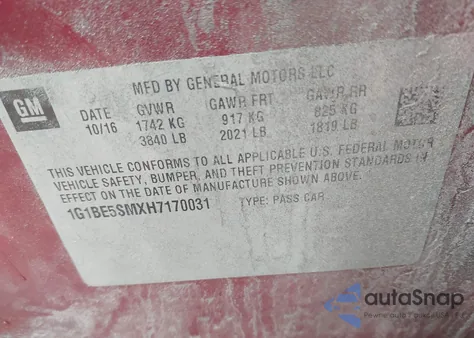 MFD BY GENERAL MOTORS LLC
GM
DATE GVWR GAWR FRT GAWR RR
10/16 1742 KG 917 KG 825 KG
3840 LB 2021 LB 1819 LB
THIS VEHICLE CONFORMS TO ALL APPLICABLE U.S. FEDERAL MOTOR
VEHICLE SAFETY, BUMPER, AND THEFT PREVENTION STANDARDS IN
EFFECT ON THE DATE OF MANUFACTURE SHOWN ABOVE.
1G1BE5SMXH7170031 TYPE: PASS CAR
autoSnap